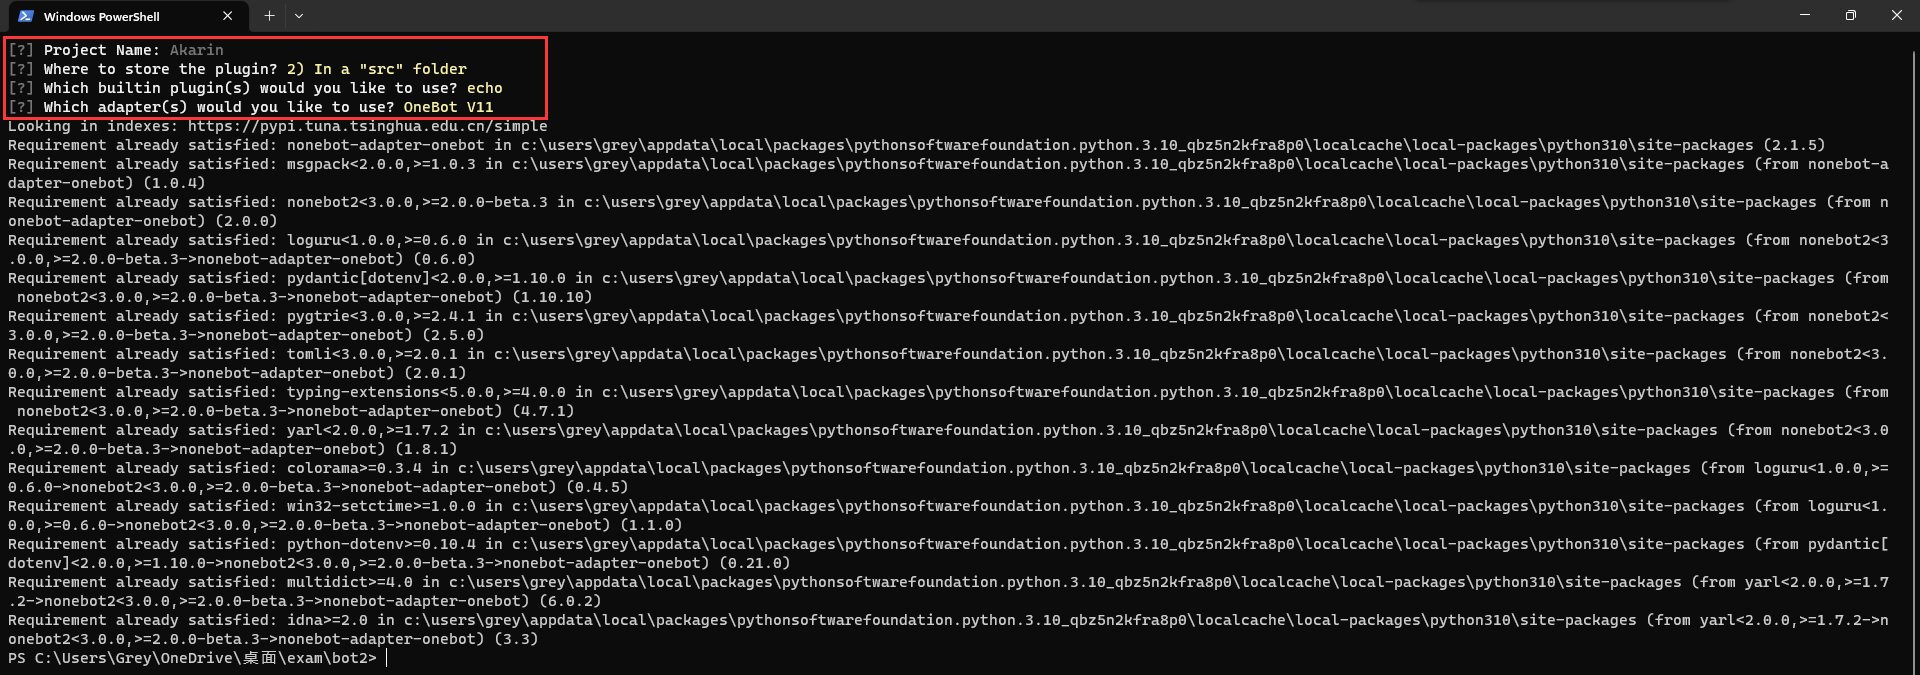 Windows PowerShell
[?] Project Name: Akarin
[?] Where to store the plugin? 2) In a "src" folder
[?] Which builtin plugin(s) would you like to use? echo
[?] Which adapter(s) would you like to use? OneBot V11
Looking in indexes: https://pypi.tuna.tsinghua.edu.cn/simple
Requirement already satisfied: nonebot-adapter-onebot in c:\users\grey\appdata\local\packages\pythonsoftwarefoundation.python.3.10_qbz5n2kfra8p0\localcache\local-packages\python310\site-packages (2.1.5)
Requirement already satisfied: msgpack<2.0.0,>=1.0.3 in c:\users\grey\appdata\local\packages\pythonsoftwarefoundation.python.3.10_qbz5n2kfra8p0\localcache\local-packages\python310\site-packages (from nonebot-a
dapter-onebot) (1.0.4)
Requirement already satisfied: nonebot2<3.0.0,>=2.0.0-beta.3 in c:\users\grey\appdata\local\packages\pythonsoftwarefoundation.python.3.10_qbz5n2kfra8p0\localcache\local-packages\python310\site-packages (from n
onebot-adapter-onebot) (2.0.0)
Requirement already satisfied: loguru<1.0.0,>=0.6.0 in c:\users\grey\appdata\local\packages\pythonsoftwarefoundation.python.3.10_qbz5n2kfra8p0\localcache\local-packages\python310\site-packages (from nonebot2<3
.0.0,>=2.0.0-beta.3->nonebot-adapter-onebot) (0.6.0)
Requirement already satisfied: pydantic[dotenv]<2.0.0,>=1.10.0 in c:\users\grey\appdata\local\packages\pythonsoftwarefoundation.python.3.10_qbz5n2kfra8p0\localcache\local-packages\python310\site-packages (from
 nonebot2<3.0.0,>=2.0.0-beta.3->nonebot-adapter-onebot) (1.10.10)
Requirement already satisfied: pygtrie<3.0.0,>=2.4.1 in c:\users\grey\appdata\local\packages\pythonsoftwarefoundation.python.3.10_qbz5n2kfra8p0\localcache\local-packages\python310\site-packages (from nonebot2<
3.0.0,>=2.0.0-beta.3->nonebot-adapter-onebot) (2.5.0)
Requirement already satisfied: tomli<3.0.0,>=2.0.1 in c:\users\grey\appdata\local\packages\pythonsoftwarefoundation.python.3.10_qbz5n2kfra8p0\localcache\local-packages\python310\site-packages (from nonebot2<3.
0.0,>=2.0.0-beta.3->nonebot-adapter-onebot) (2.0.1)
Requirement already satisfied: typing-extensions<5.0.0,>=4.0.0 in c:\users\grey\appdata\local\packages\pythonsoftwarefoundation.python.3.10_qbz5n2kfra8p0\localcache\local-packages\python310\site-packages (from
 nonebot2<3.0.0,>=2.0.0-beta.3->nonebot-adapter-onebot) (4.7.1)
Requirement already satisfied: yarl<2.0.0,>=1.7.2 in c:\users\grey\appdata\local\packages\pythonsoftwarefoundation.python.3.10_qbz5n2kfra8p0\localcache\local-packages\python310\site-packages (from nonebot2<3.0
.0,>=2.0.0-beta.3->nonebot-adapter-onebot) (1.8.1)
Requirement already satisfied: colorama>=0.3.4 in c:\users\grey\appdata\local\packages\pythonsoftwarefoundation.python.3.10_qbz5n2kfra8p0\localcache\local-packages\python310\site-packages (from loguru<1.0.0,>=
0.6.0->nonebot2<3.0.0,>=2.0.0-beta.3->nonebot-adapter-onebot) (0.4.5)
Requirement already satisfied: win32-setctime>=1.0.0 in c:\users\grey\appdata\local\packages\pythonsoftwarefoundation.python.3.10_qbz5n2kfra8p0\localcache\local-packages\python310\site-packages (from loguru<1.
0.0,>=0.6.0->nonebot2<3.0.0,>=2.0.0-beta.3->nonebot-adapter-onebot) (1.1.0)
Requirement already satisfied: python-dotenv>=0.10.4 in c:\users\grey\appdata\local\packages\pythonsoftwarefoundation.python.3.10_qbz5n2kfra8p0\localcache\local-packages\python310\site-packages (from pydantic[
dotenv]<2.0.0,>=1.10.0->nonebot2<3.0.0,>=2.0.0-beta.3->nonebot-adapter-onebot) (0.21.0)
Requirement already satisfied: multidict>=4.0 in c:\users\grey\appdata\local\packages\pythonsoftwarefoundation.python.3.10_qbz5n2kfra8p0\localcache\local-packages\python310\site-packages (from yarl<2.0.0,>=1.7
.2->nonebot2<3.0.0,>=2.0.0-beta.3->nonebot-adapter-onebot) (6.0.2)
Requirement already satisfied: idna>=2.0 in c:\users\grey\appdata\local\packages\pythonsoftwarefoundation.python.3.10_qbz5n2kfra8p0\localcache\local-packages\python310\site-packages (from yarl<2.0.0,>=1.7.2->n
onebot2<3.0.0,>=2.0.0-beta.3->nonebot-adapter-onebot) (3.3)
PS C:\Users\Grey\OneDrive\桌面\exam\bot2>